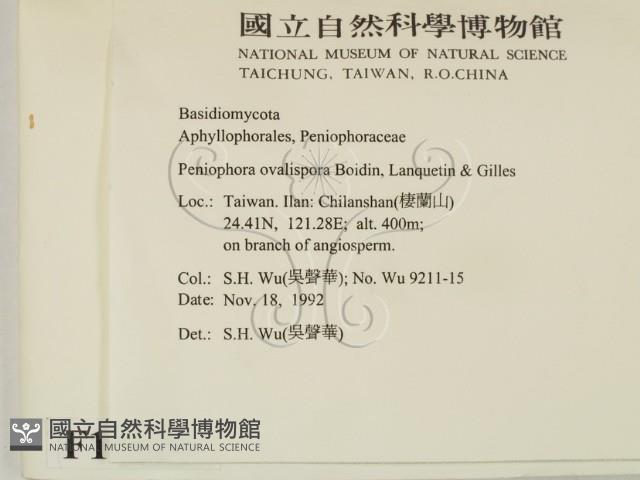 國立自然科學博物館
NATIONAL MUSEUM OF NATURAL SCIENCE
TAICHUNG, TAIWAN, R.O.CHINA
Basidiomycota
Aphyllophorales, Peniophoraceae
Peniophora ovalispora Boidin, Lanquetin & Gilles
Loc.: Taiwan. Ilan: Chilanshan(棲蘭山)
24.41N, 121.28E; alt. 400m;
on branch of angiosperm.
Col.: S.H. Wu(吳聲華); No. Wu 9211-15
Date: Nov. 18, 1992
Det.: S.H. Wu(吳聲華)
F1
國立自然科學博物館
NATIONAL MUSEUM OF NATURAL SCIENCE